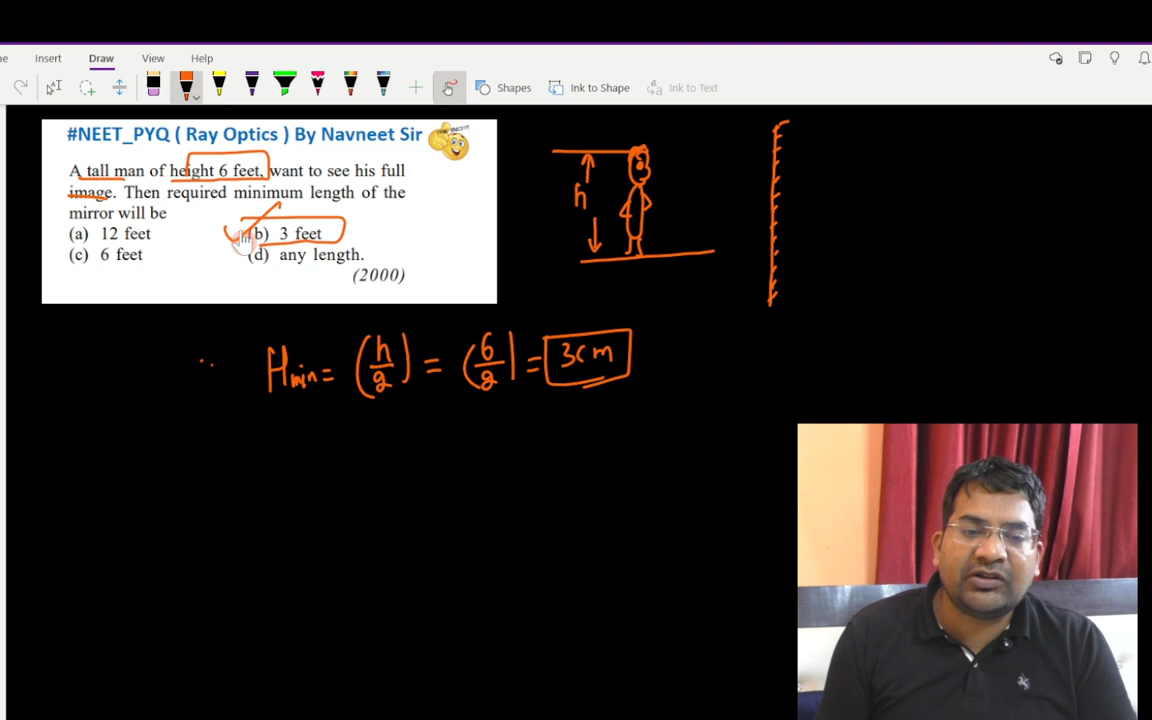 Insert Draw View Help
Shapes Ink to Shape Ink to Text
#NEET_PYQ ( Ray Optics ) By Navneet Sir
A tall man of height 6 feet, want to see his full
image. Then required minimum length of the
mirror will be
(a) 12 feet (b) 3 feet
(c) 6 feet (d) any length.
(2000)
h
∵ Hmin = (h/2) = (6/2) = 3cm